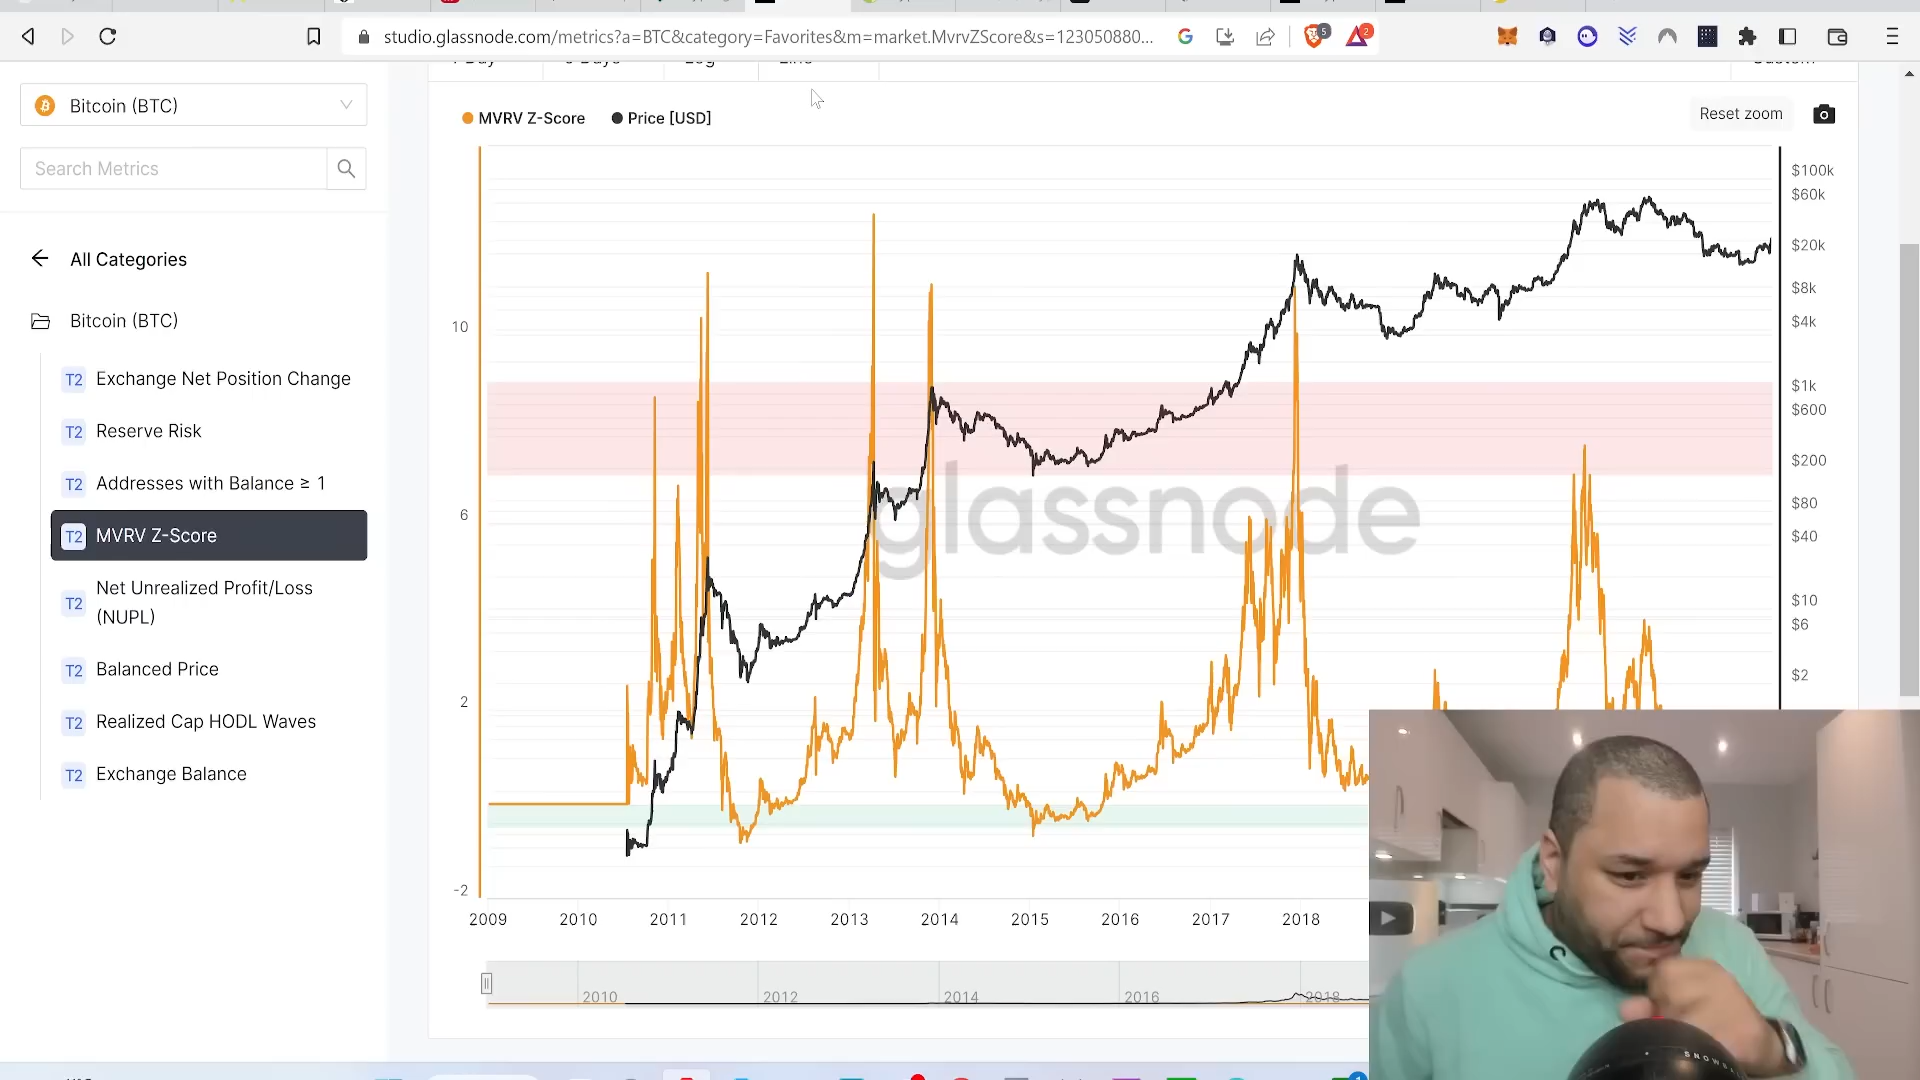 studio.glassnode.com/metrics?a=BTC&category=Favorites&m=market.MvrvZScore&s=123050880...
5
2
Bitcoin (BTC)
Search Metrics
All Categories
Bitcoin (BTC)
T2 Exchange Net Position Change
T2 Reserve Risk
T2 Addresses with Balance ≥ 1
T2 MVRV Z-Score
T2 Net Unrealized Profit/Loss
(NUPL)
T2 Balanced Price
T2 Realized Cap HODL Waves
T2 Exchange Balance
MVRV Z-Score
Price [USD]
Reset zoom
10
6
2
-2
$100k
$60k
$20k
$8k
$4k
$1k
$600
$200
$80
$40
$10
$6
$2
glassnode
2009 2010 2011 2012 2013 2014 2015 2016 2017 2018
2010 2012 2014 2016 2018